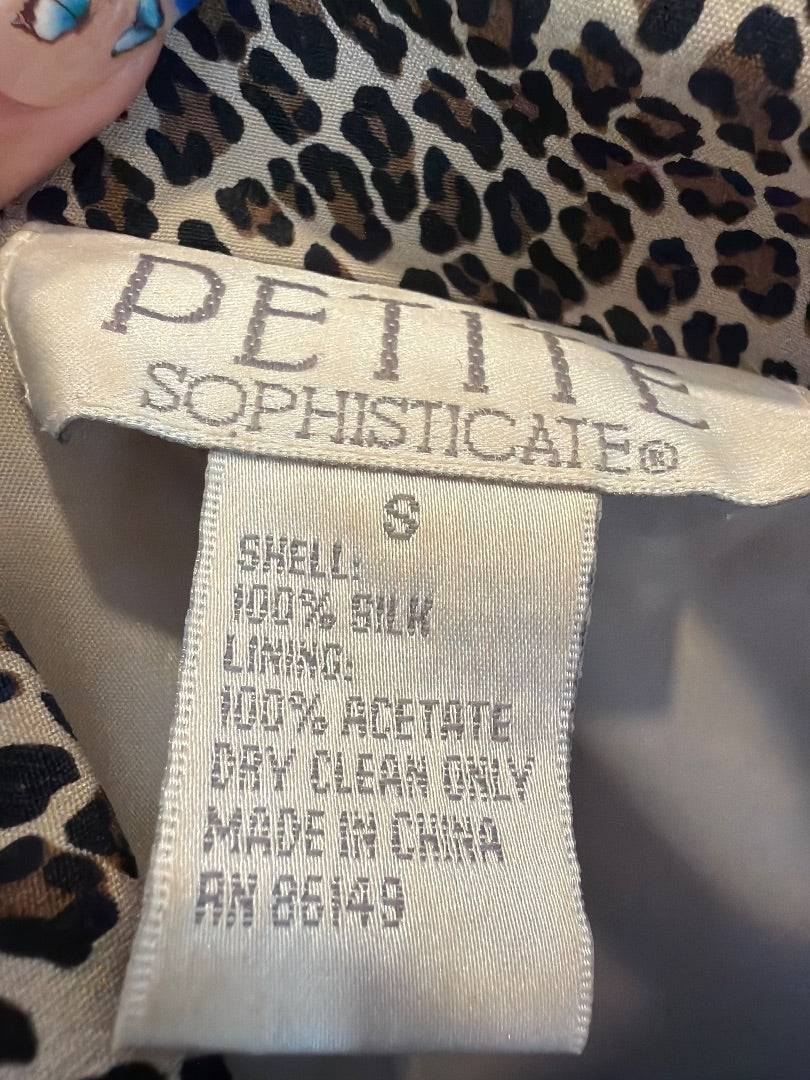 PETITE
SOPHISTICATE®
S
SHELL:
100% SILK
LINING:
100% ACETATE
DRY CLEAN ONLY
MADE IN CHINA
RN 86149